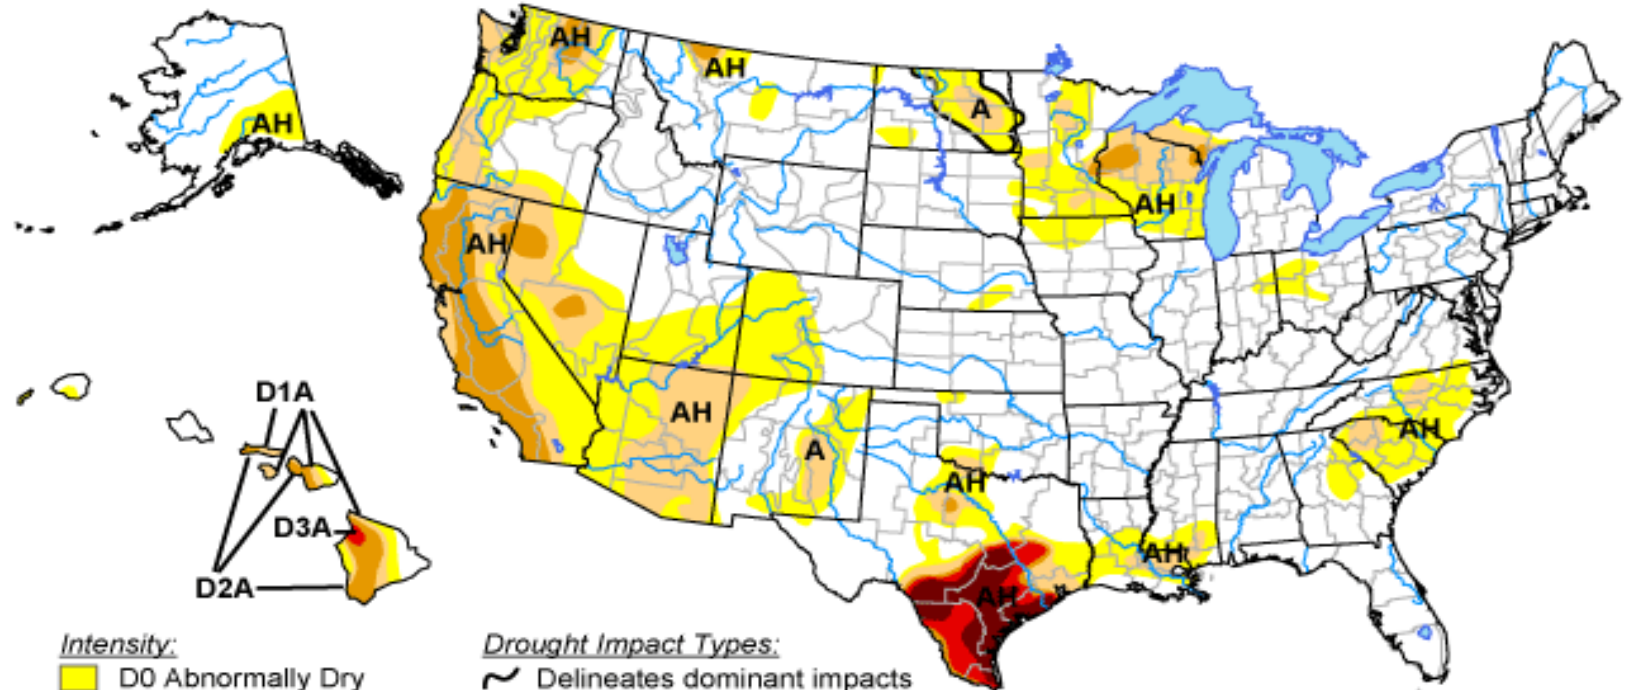 AH
AH
AH
A
AH
AH
AH
D1A
AH
A
AH
AH
D3A
AH
D2A
AH
Intensity:
D0 Abnormally Dry
Drought Impact Types:
Delineates dominant impacts